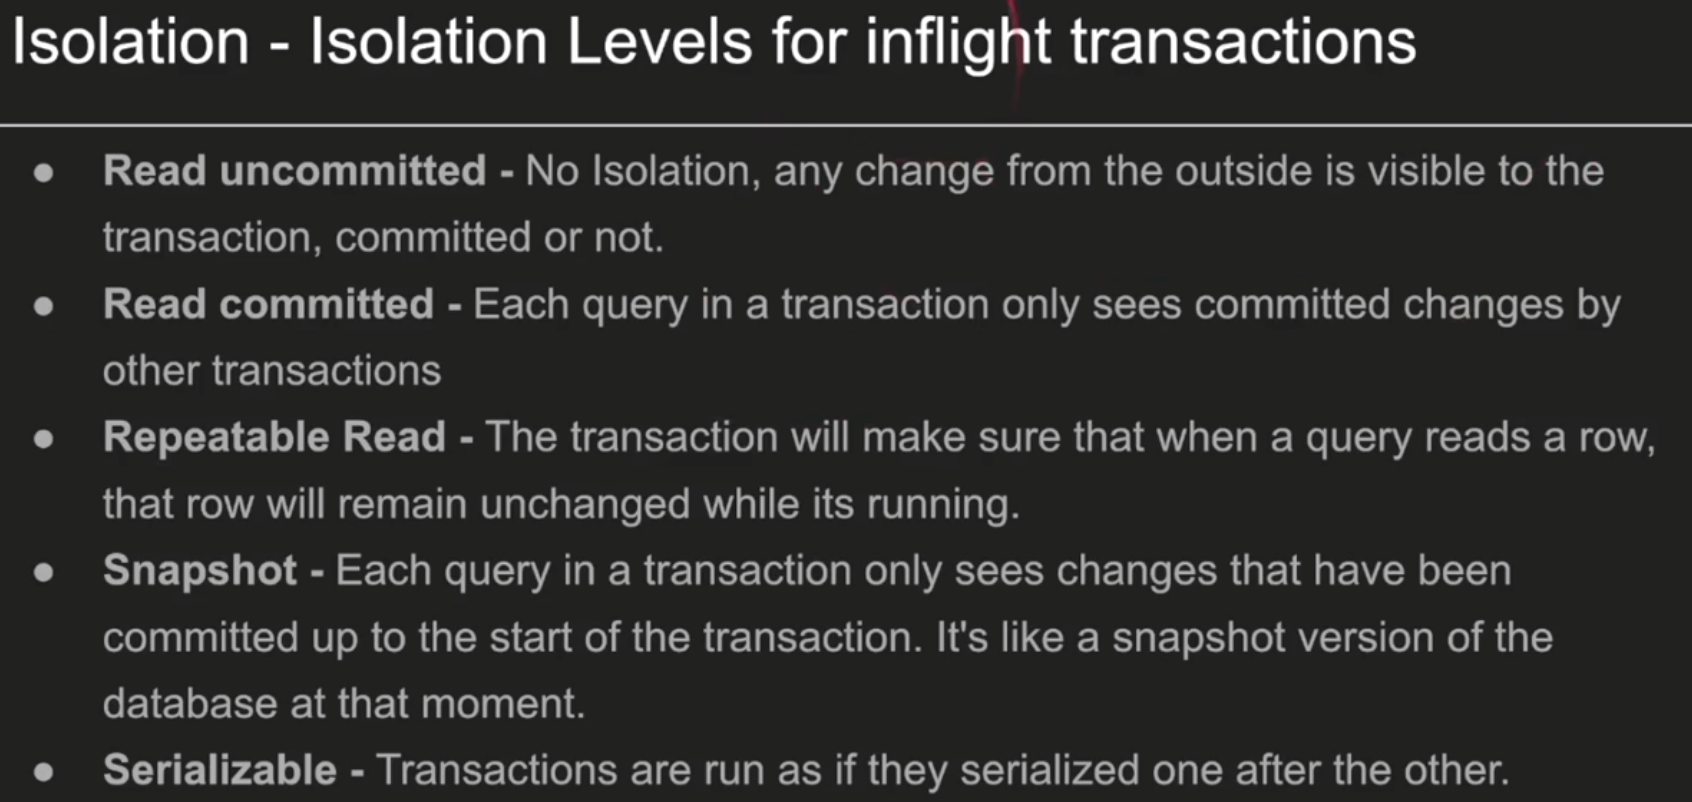 Isolation - Isolation Levels for inflight transactions
● Read uncommitted - No Isolation, any change from the outside is visible to the
transaction, committed or not.
● Read committed - Each query in a transaction only sees committed changes by
other transactions
● Repeatable Read - The transaction will make sure that when a query reads a row,
that row will remain unchanged while its running.
● Snapshot - Each query in a transaction only sees changes that have been
committed up to the start of the transaction. It's like a snapshot version of the
database at that moment.
● Serializable - Transactions are run as if they serialized one after the other.